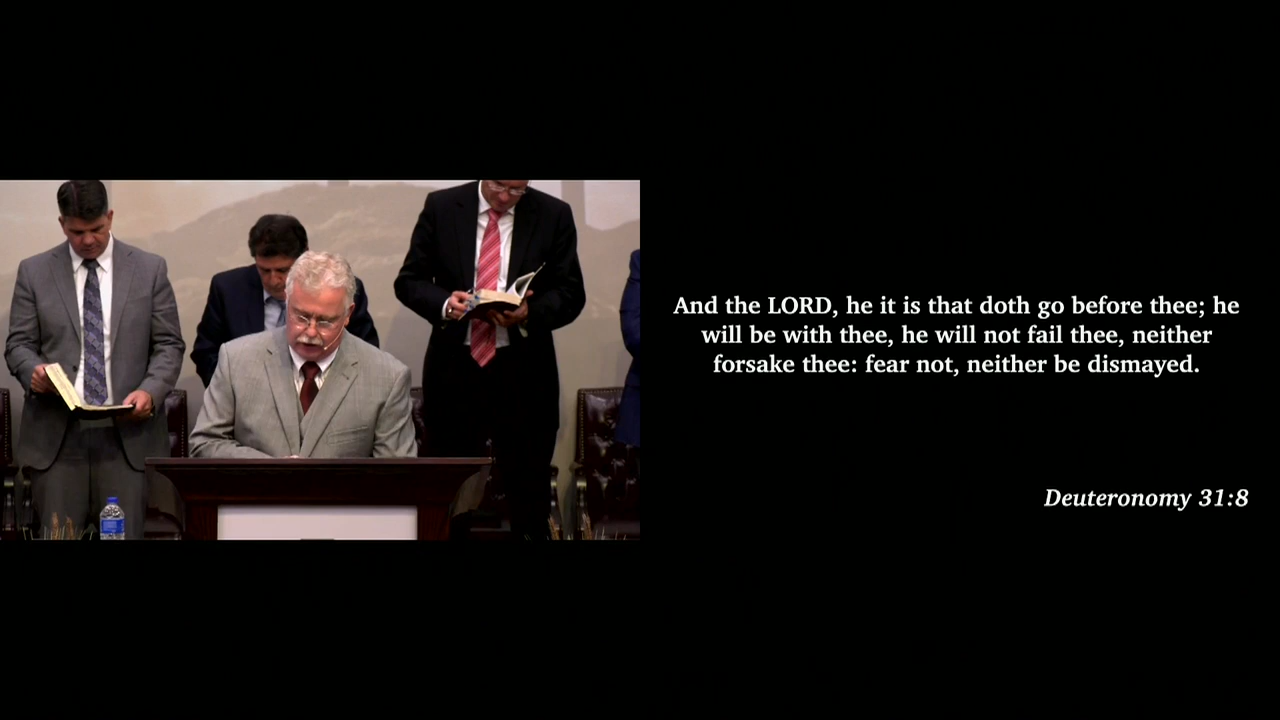 And the LORD, he it is that doth go before thee; he
will be with thee, he will not fail thee, neither
forsake thee: fear not, neither be dismayed.
Deuteronomy 31:8